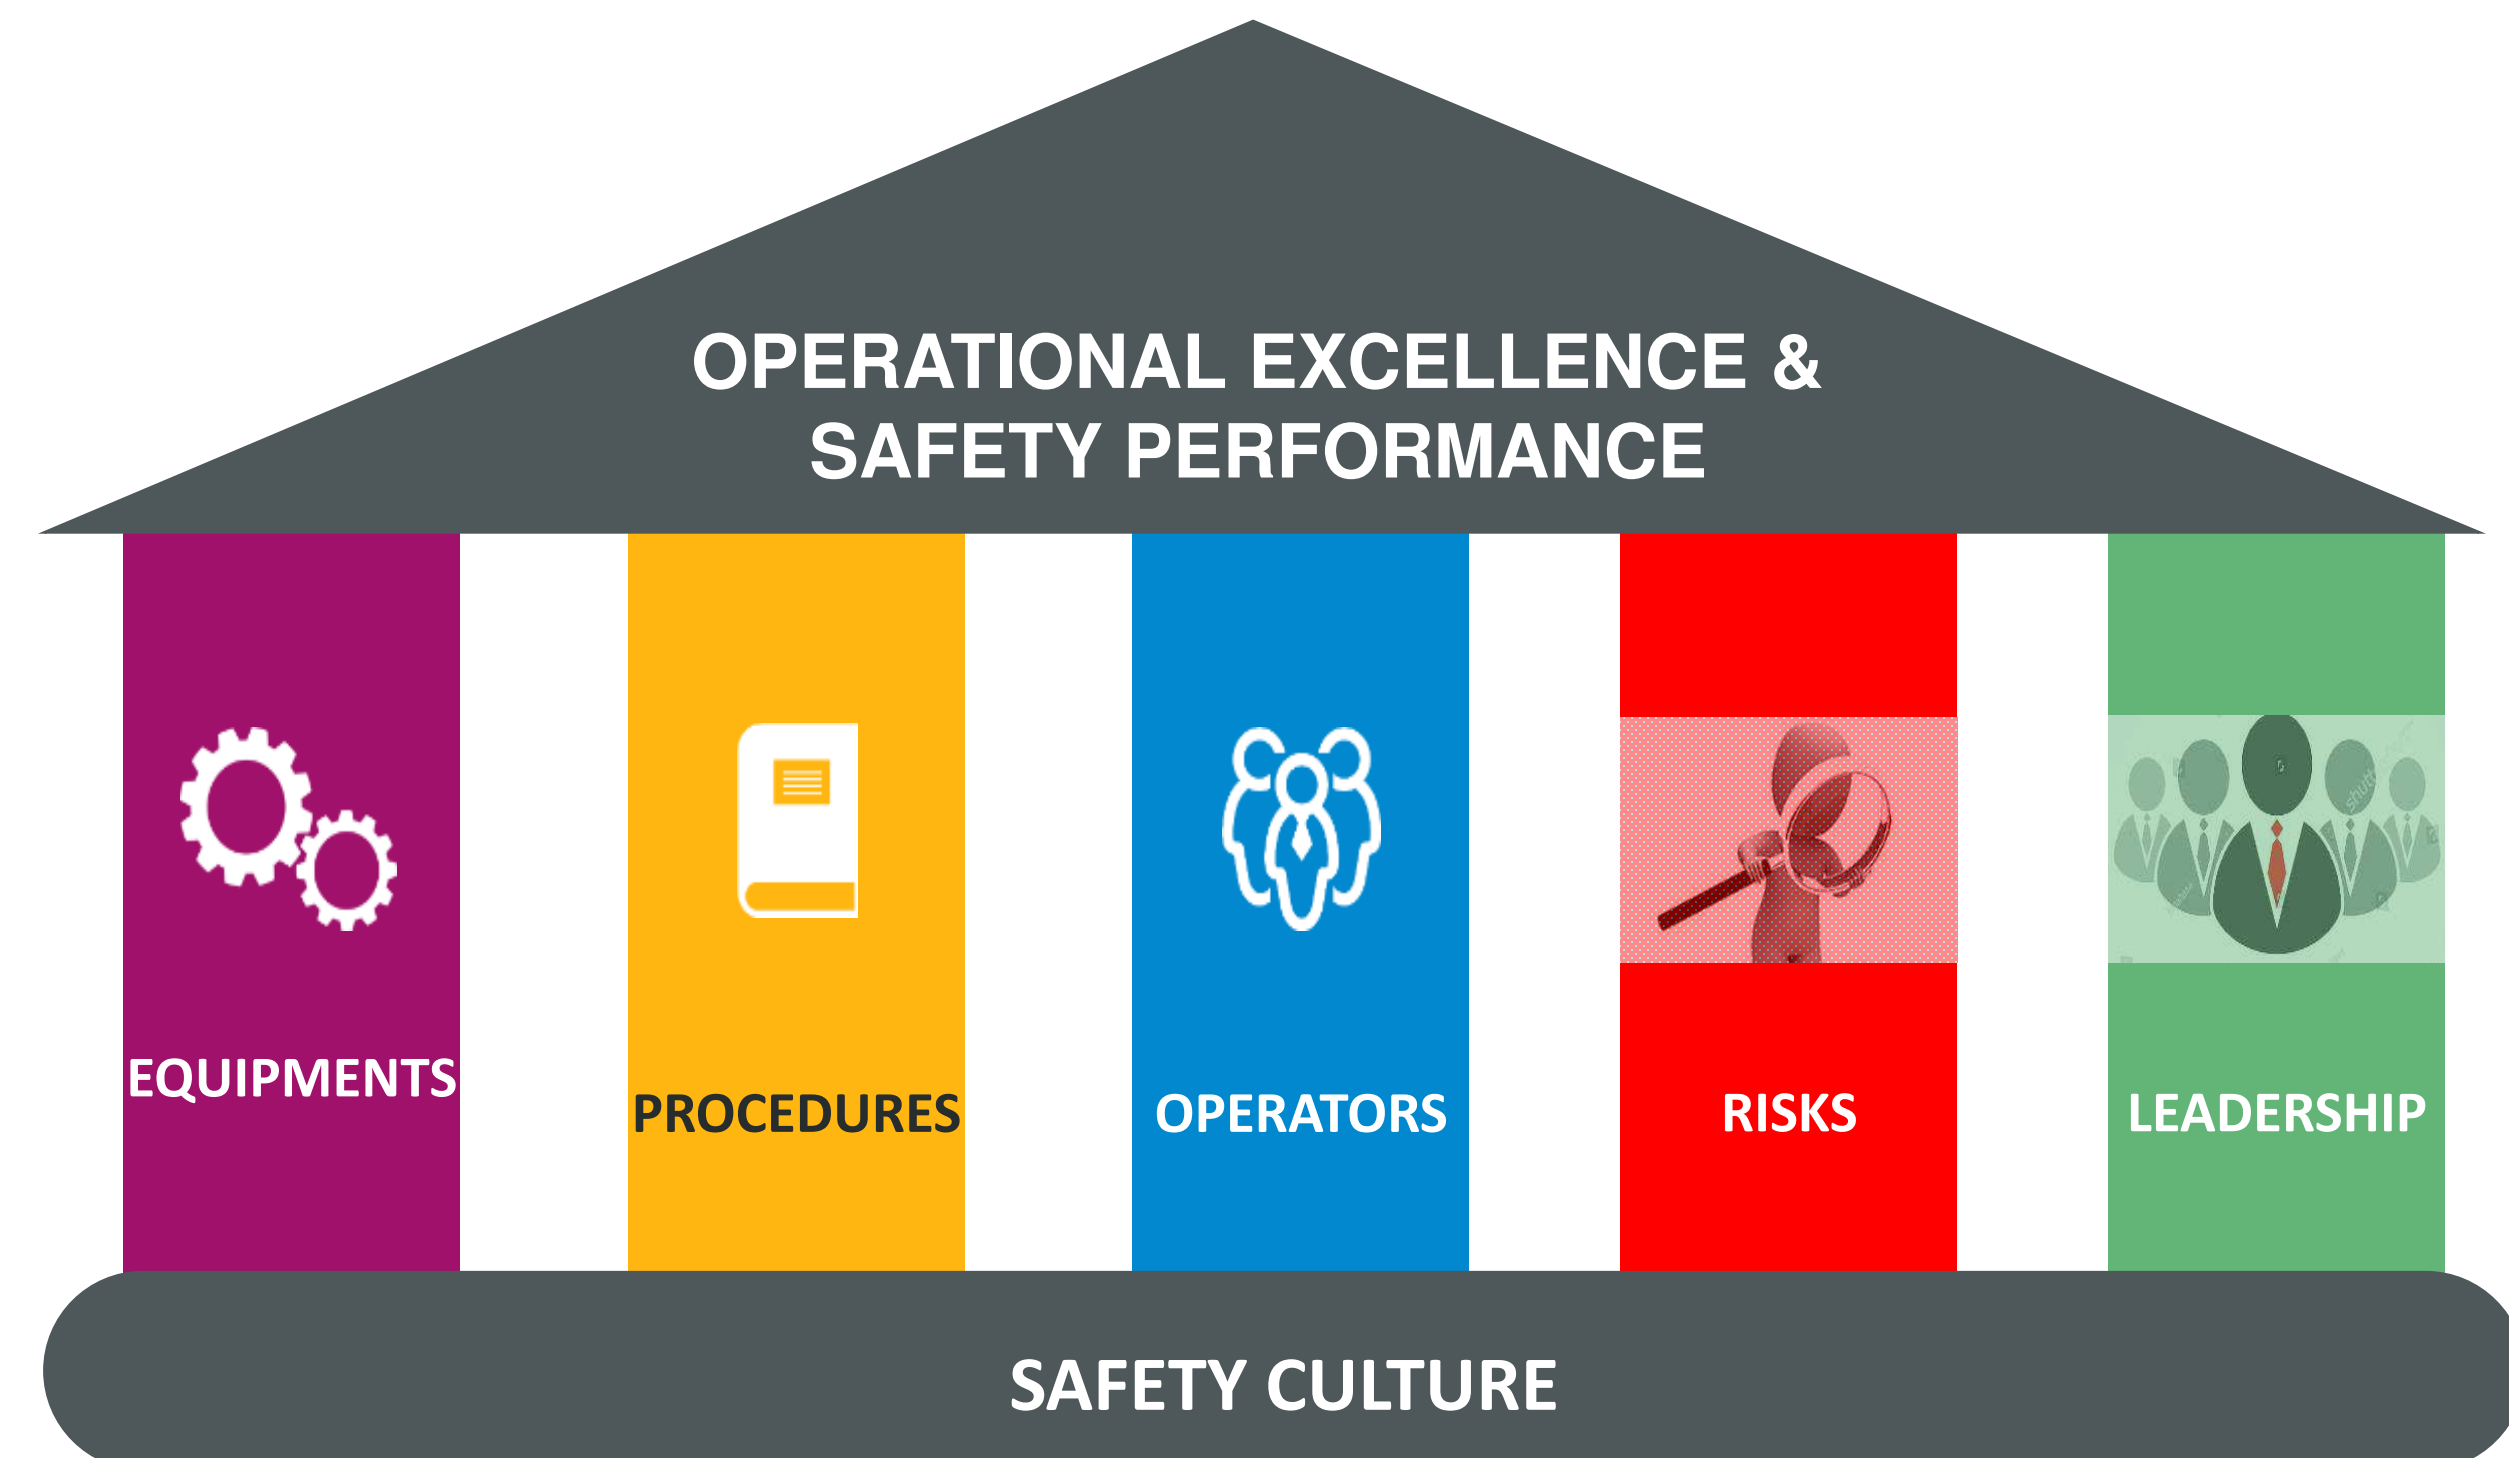 OPERATIONAL EXCELLENCE &
SAFETY PERFORMANCE
EQUIPMENTS
PROCEDURES
OPERATORS
RISKS
LEADERSHIP
SAFETY CULTURE